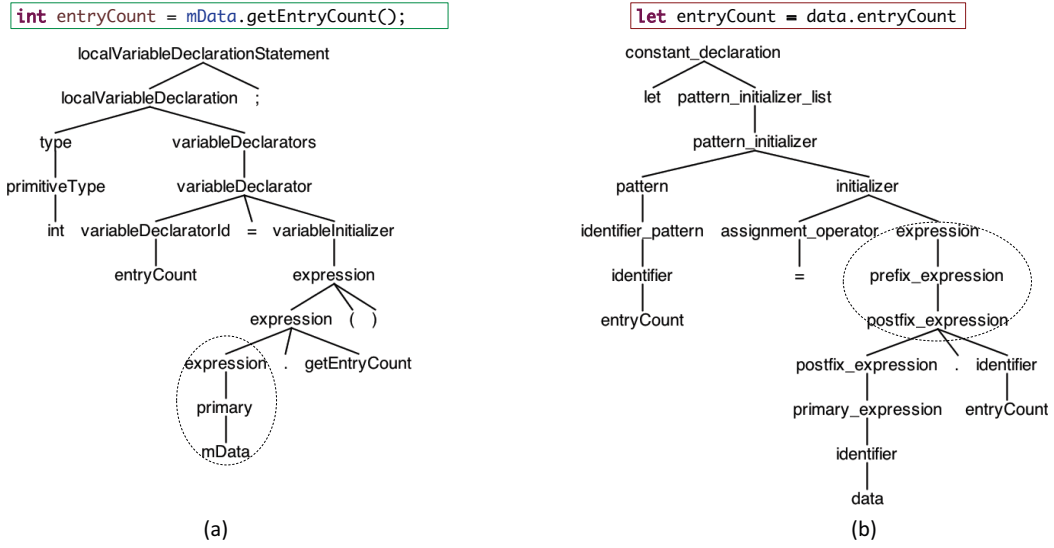 int entryCount = mData.getEntryCount();
localVariableDeclarationStatement
localVariableDeclaration ;
type variableDeclarators
primitiveType variableDeclarator
int variableDeclaratorId = variableInitializer
entryCount expression
expression ( )
expression . getEntryCount
primary
mData
(a)
let entryCount = data.entryCount
constant_declaration
let pattern_initializer_list
pattern_initializer
pattern initializer
identifier_pattern assignment_operator expression
identifier = prefix_expression
entryCount postfix_expression
postfix_expression . identifier
primary_expression entryCount
identifier
data
(b)